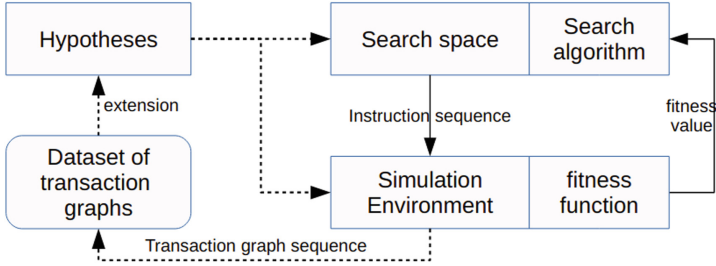 Hypotheses
Search space
Search
algorithm
extension
Instruction sequence
fitness
value
Dataset of
transaction
graphs
Simulation
Environment
fitness
function
Transaction graph sequence